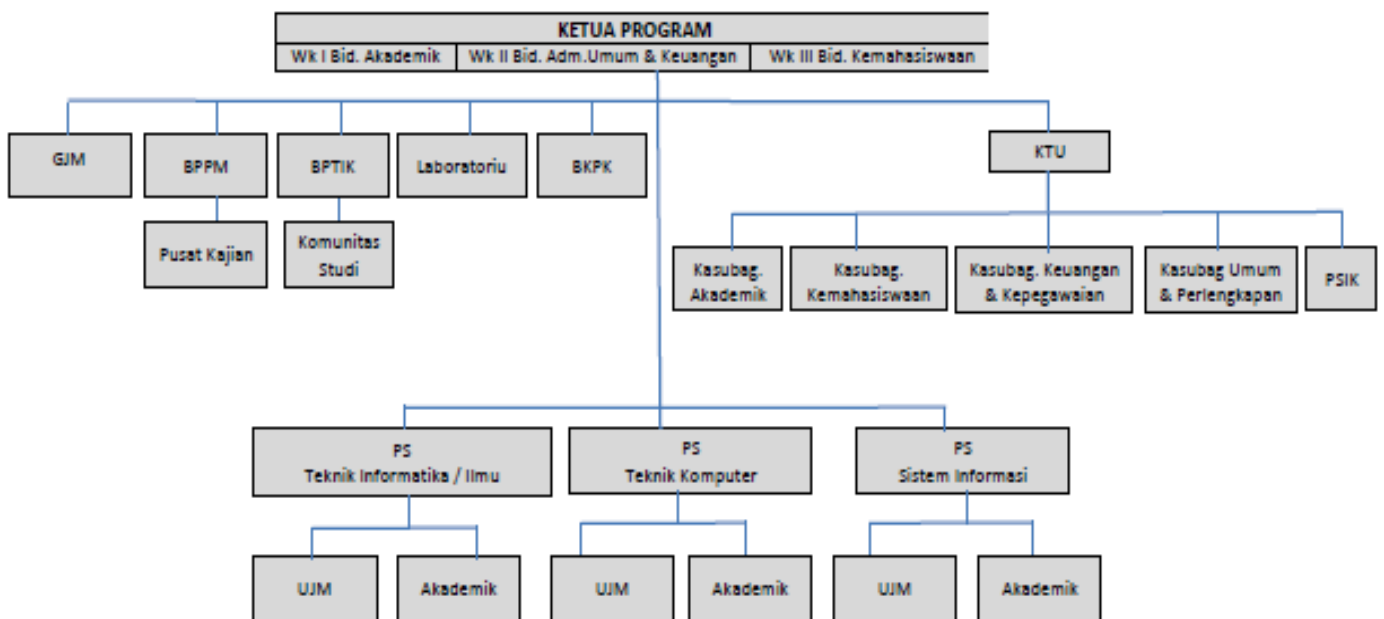 KETUA PROGRAM
Wk I Bid. Akademik
Wk II Bid. Adm.Umum & Keuangan
Wk III Bid. Kemahasiswaan
GJM
BPPM
BPTIK
Laboratoriu
BKPK
KTU
Pusat Kajian
Komunitas
Studi
Kasubag.
Akademik
Kasubag.
Kemahasiswaan
Kasubag. Keuangan
& Kepegawaian
Kasubag Umum
& Perlengkapan
PSIK
PS
Teknik Informatika / Ilmu
PS
Teknik Komputer
PS
Sistem Informasi
UJM
Akademik
UJM
Akademik
UJM
Akademik